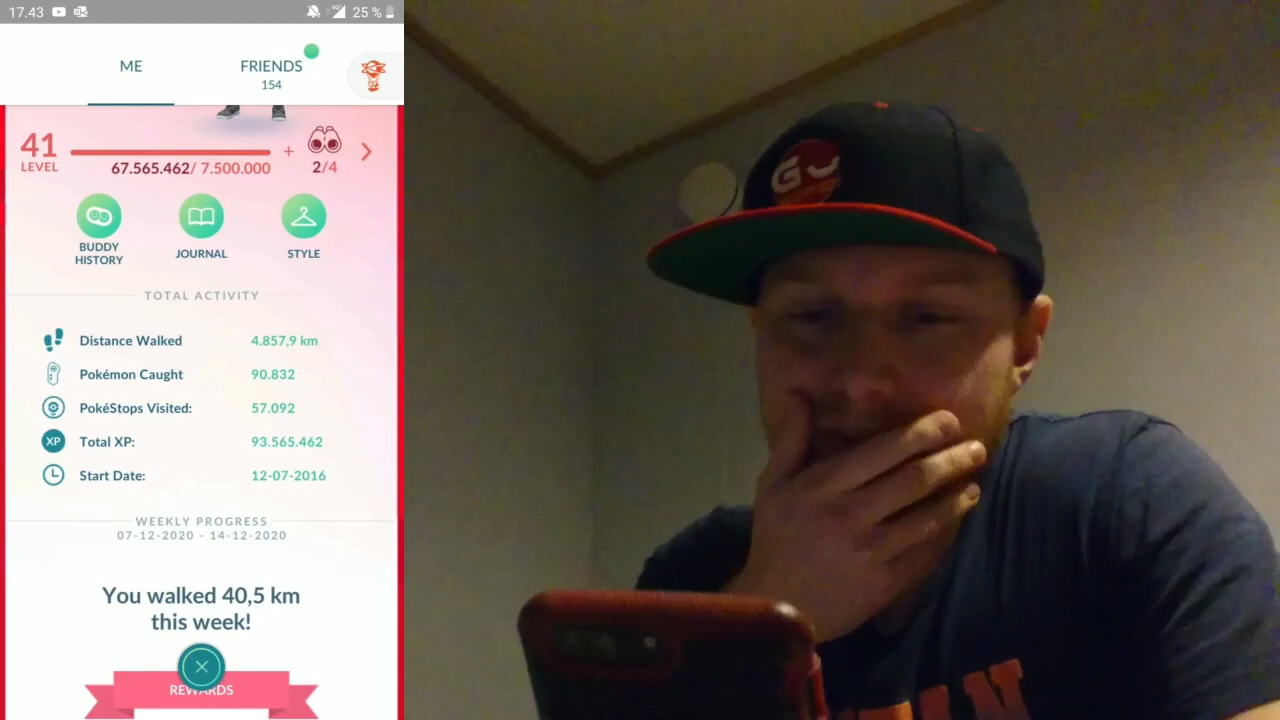 17.43
4G
25 %
ME
FRIENDS
154
41
LEVEL
67.565.462/ 7.500.000
+
2/4
BUDDY
HISTORY
JOURNAL
STYLE
TOTAL ACTIVITY
Distance Walked 4.857,9 km
Pokémon Caught 90.832
PokéStops Visited: 57.092
XP Total XP: 93.565.462
Start Date: 12-07-2016
WEEKLY PROGRESS
07-12-2020 - 14-12-2020
You walked 40,5 km
this week!
REWARDS
G